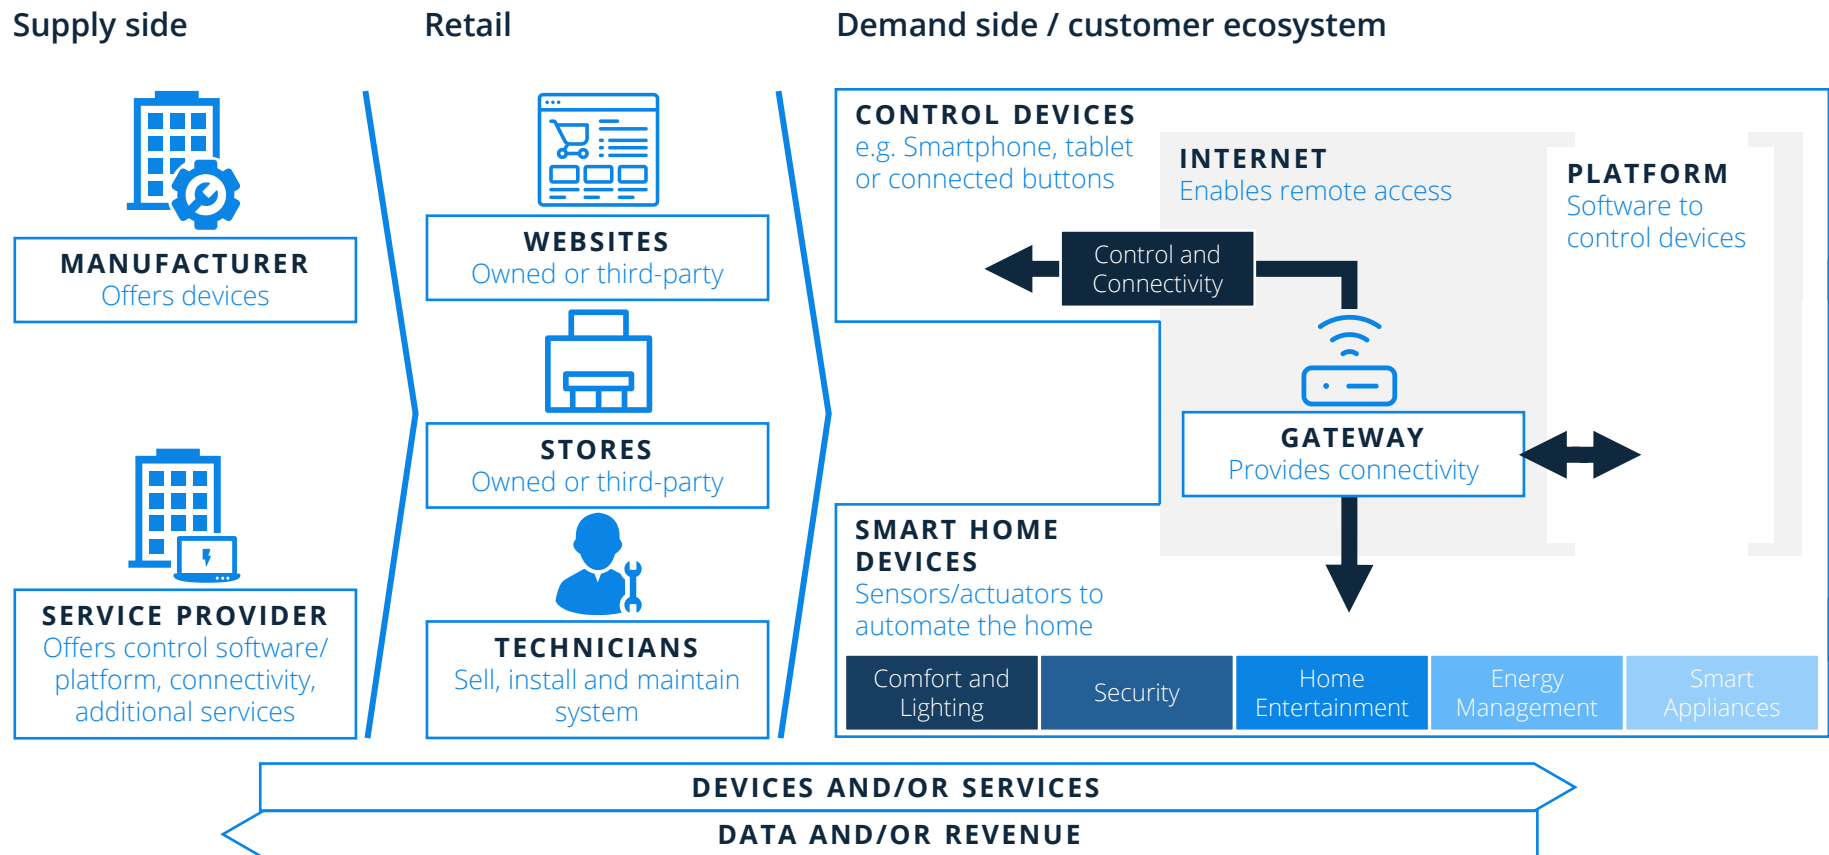 Supply side
Retail
Demand side / customer ecosystem
MANUFACTURER
Offers devices
SERVICE PROVIDER
Offers control software/
platform, connectivity,
additional services
WEBSITES
Owned or third-party
STORES
Owned or third-party
TECHNICIANS
Sell, install and maintain
system
CONTROL DEVICES
e.g. Smartphone, tablet
or connected buttons
INTERNET
Enables remote access
PLATFORM
Software to
control devices
Control and
Connectivity
GATEWAY
Provides connectivity
SMART HOME
DEVICES
Sensors/actuators to
automate the home
Comfort and
Lighting
Security
Home
Entertainment
Energy
Management
Smart
Appliances
DEVICES AND/OR SERVICES
DATA AND/OR REVENUE